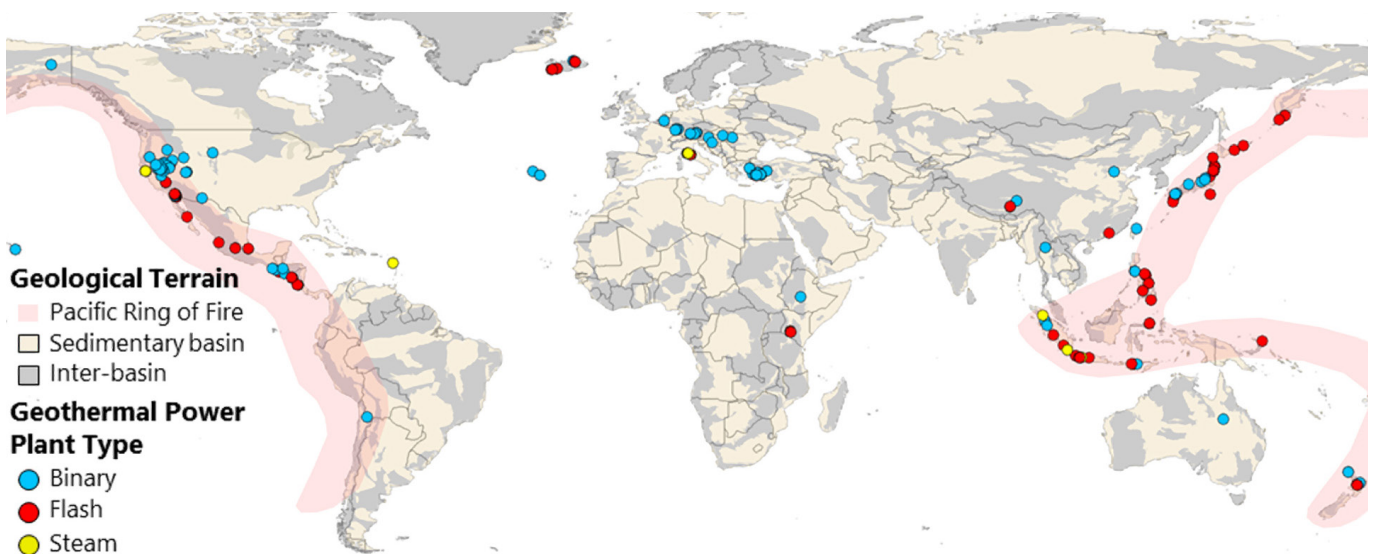 Geological Terrain
Pacific Ring of Fire
Sedimentary basin
Inter-basin
Geothermal Power
Plant Type
Binary
Flash
Steam